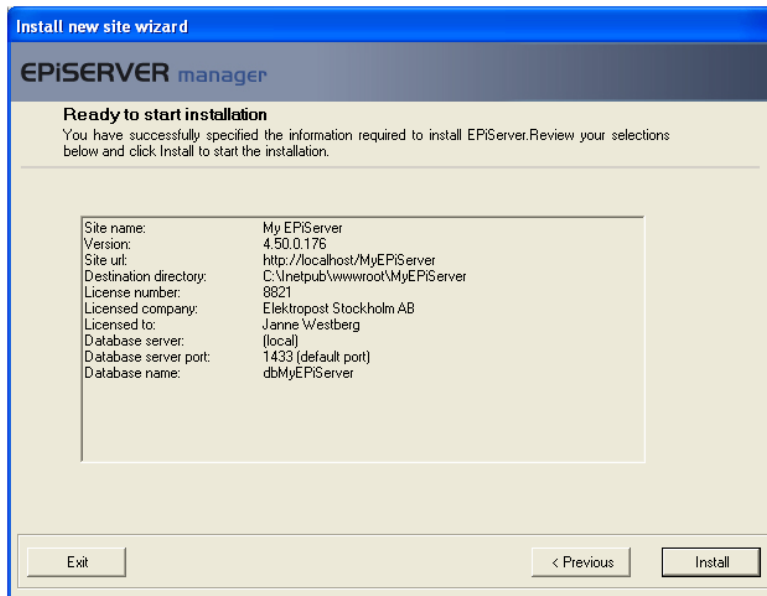 Install new site wizard
EPiSERVER manager
Ready to start installation
You have successfully specified the information required to install EPiServer.Review your selections
below and click Install to start the installation.
Site name: My EPiServer
Version: 4.50.0.176
Site url: http://localhost/MyEPiServer
Destination directory: C:\Inetpub\wwwroot\MyEPiServer
License number: 8821
Licensed company: Elektropost Stockholm AB
Licensed to: Janne Westberg
Database server: (local)
Database server port: 1433 (default port)
Database name: dbMyEPiServer
Exit < Previous Install